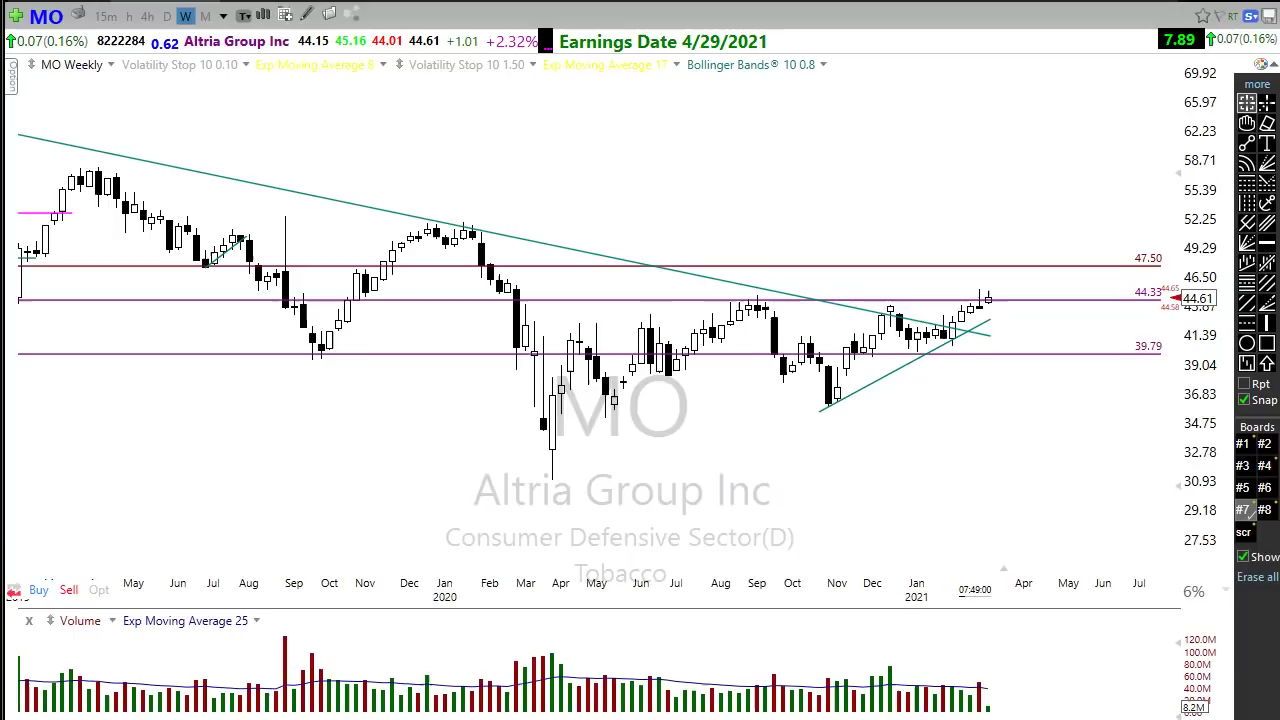 MO 15m h 4h D W M T RT S
0.07(0.16%) 8222284 0.62 Altria Group Inc 44.15 45.16 44.01 44.61 +1.01 +2.32% Earnings Date 4/29/2021 7.89 0.07(0.16%)
Option
MO Weekly Volatility Stop 10 0.10 Exp Moving Average 8 Volatility Stop 10 1.50 Exp Moving Average 17 Bollinger Bands® 10 0.8
69.92
65.97
62.23
58.71
55.39
52.25
49.29
46.50
44.65
44.61
44.58
41.39
39.04
36.83
34.75
32.78
30.93
29.18
27.53
47.50
44.33
39.79
MO
Altria Group Inc
Consumer Defensive Sector(D)
Tobacco
May Jun Jul Aug Sep Oct Nov Dec Jan Feb Mar Apr May Jun Jul Aug Sep Oct Nov Dec Jan Apr May Jun Jul
2020 2021 07:49:00
Buy Sell Opt
6%
x Volume Exp Moving Average 25
120.0M
100.0M
80.0M
60.0M
40.0M
8.2M
more
Rpt
Snap
Boards
#1 #2
#3 #4
#5 #6
#7 #8
scr
Show
Erase all